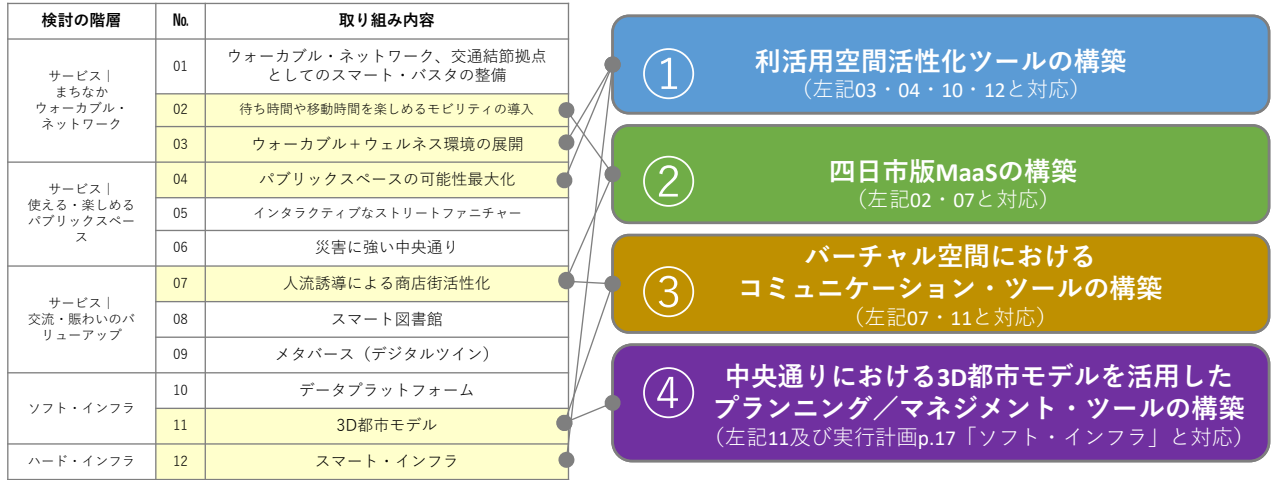 検討の階層 No. 取り組み内容
サービス｜
まちなか
ウォーカブル・
ネットワーク
01 ウォーカブル・ネットワーク、交通結節拠点
としてのスマート・バスタの整備
02 待ち時間や移動時間を楽しめるモビリティの導入
03 ウォーカブル＋ウェルネス環境の展開
サービス｜
使える・楽しめる
パブリックスペー
ス
04 パブリックスペースの可能性最大化
05 インタラクティブなストリートファニチャー
06 災害に強い中央通り
サービス｜
交流・賑わいのバ
リューアップ
07 人流誘導による商店街活性化
08 スマート図書館
09 メタバース（デジタルツイン）
ソフト・インフラ
10 データプラットフォーム
11 3D都市モデル
ハード・インフラ 12 スマート・インフラ
① 利活用空間活性化ツールの構築
（左記03・04・10・12と対応）
② 四日市版MaaSの構築
（左記02・07と対応）
③ バーチャル空間における
コミュニケーション・ツールの構築
（左記07・11と対応）
④ 中央通りにおける3D都市モデルを活用した
プランニング／マネジメント・ツールの構築
（左記11及び実行計画p.17「ソフト・インフラ」と対応）